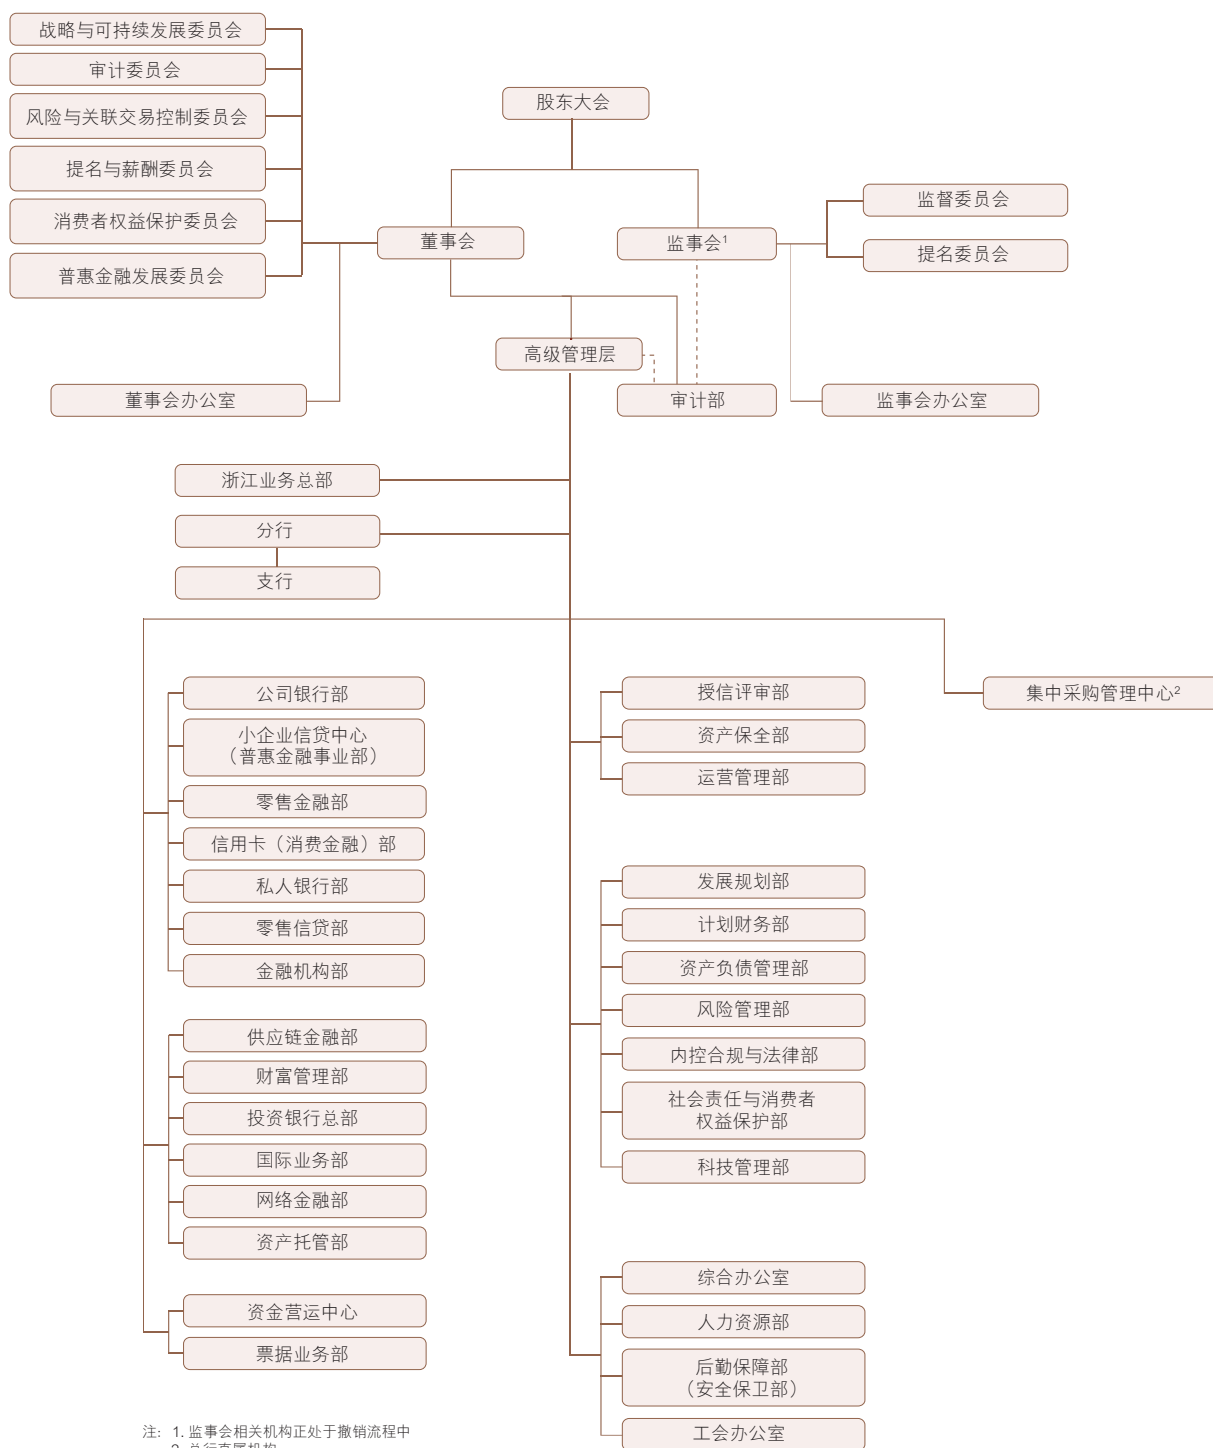 战略与可持续发展委员会
审计委员会
风险与关联交易控制委员会
提名与薪酬委员会
消费者权益保护委员会
普惠金融发展委员会
股东大会
董事会
监事会1
监督委员会
提名委员会
高级管理层
董事会办公室
审计部
监事会办公室
浙江业务总部
分行
支行
公司银行部
小企业信贷中心
（普惠金融事业部）
零售金融部
信用卡（消费金融）部
私人银行部
零售信贷部
金融机构部
供应链金融部
财富管理部
投资银行总部
国际业务部
网络金融部
资产托管部
资金营运中心
票据业务部
授信评审部
资产保全部
运营管理部
发展规划部
计划财务部
资产负债管理部
风险管理部
内控合规与法律部
社会责任与消费者
权益保护部
科技管理部
综合办公室
人力资源部
后勤保障部
（安全保卫部）
工会办公室
集中采购管理中心2
注：1. 监事会相关机构正处于撤销流程中
2. 总行直属机构